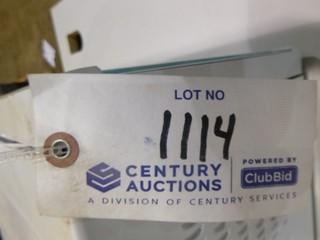 LOT NO
1114
CENTURY
AUCTIONS
POWERED BY
ClubBid
A DIVISION OF CENTURY SERVICES